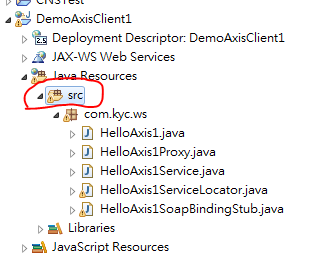 CNSTest
DemoAxisClient1
Deployment Descriptor: DemoAxisClient1
JAX-WS Web Services
Java Resources
src
com.kyc.ws
HelloAxis1.java
HelloAxis1Proxy.java
HelloAxis1Service.java
HelloAxis1ServiceLocator.java
HelloAxis1SoapBindingStub.java
Libraries
JavaScript Resources